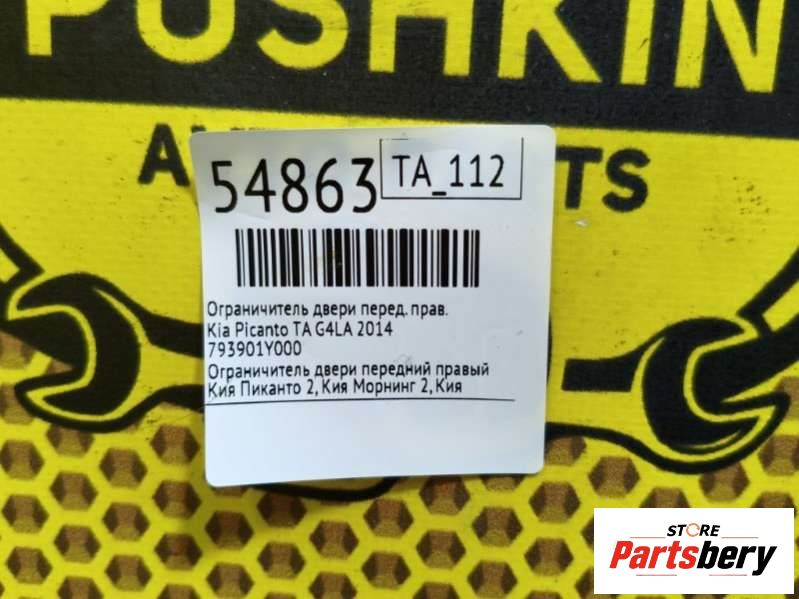 PUSHKIN
54863
TA_112
Ограничитель двери перед. прав.
Kia Picanto TA G4LA 2014
793901Y000
Ограничитель двери передний правый
Кия Пиканто 2, Кия Морнинг 2, Кия
STORE
Partsbery